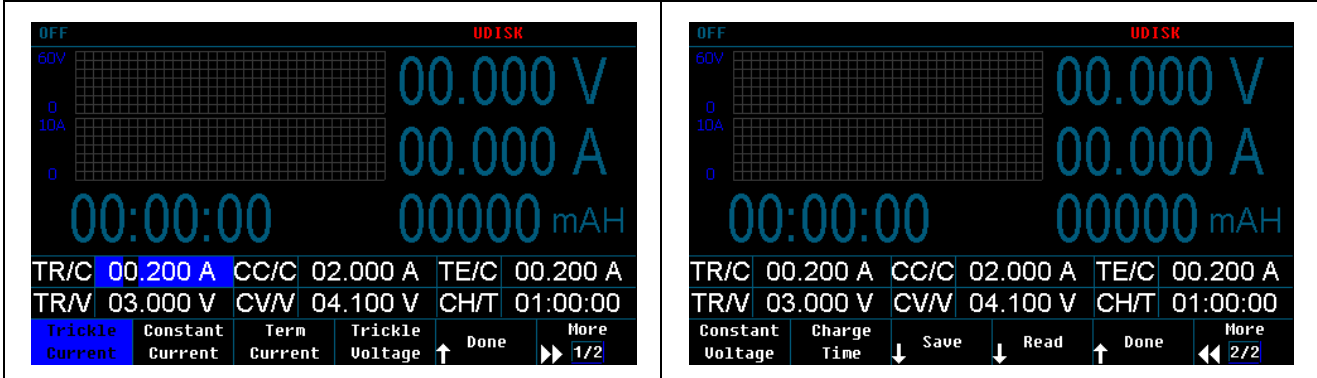 OFF UDISK
60V
00.000 V
0
10A
00.000 A
0
00:00:00 00000 mAH
TR/C 00.200 A CC/C 02.000 A TE/C 00.200 A
TR/V 03.000 V CV/V 04.100 V CH/T 01:00:00
Trickle Current Constant Current Term Current Trickle Voltage Done More 1/2
OFF UDISK
60V
00.000 V
0
10A
00.000 A
0
00:00:00 00000 mAH
TR/C 00.200 A CC/C 02.000 A TE/C 00.200 A
TR/V 03.000 V CV/V 04.100 V CH/T 01:00:00
Constant Voltage Charge Time Save Read Done More 2/2